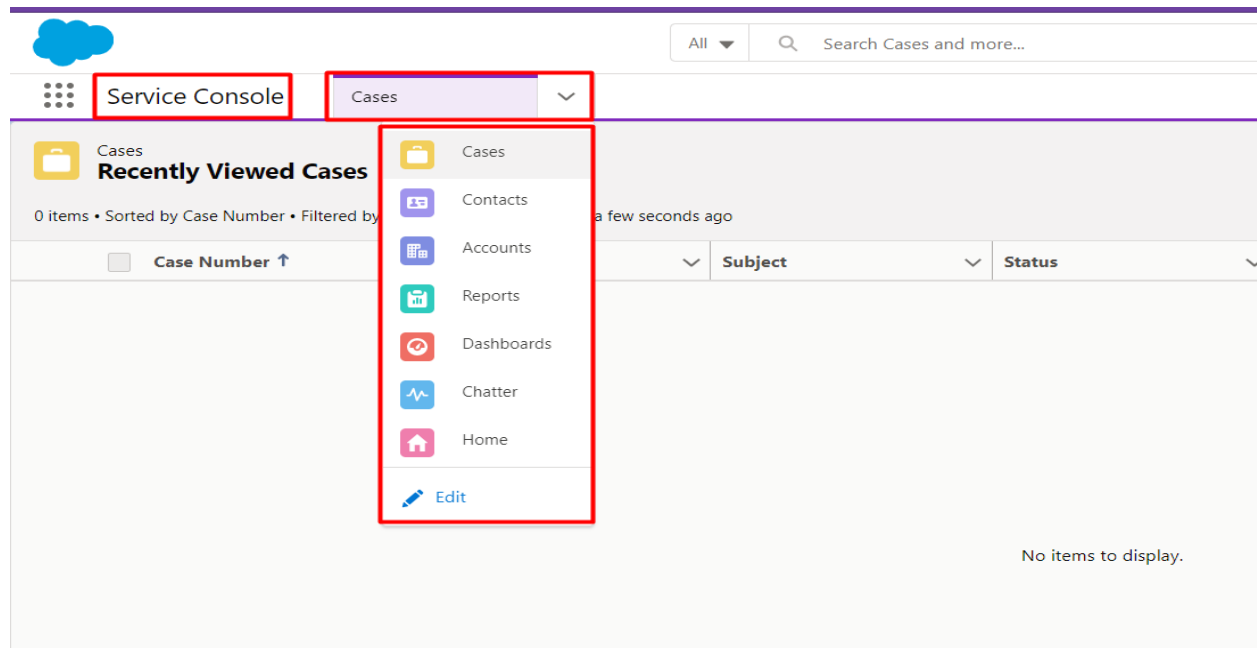 All
Search Cases and more...
Service Console
Cases
Cases
Recently Viewed Cases
0 items • Sorted by Case Number • Filtered by
a few seconds ago
Case Number
Subject
Status
Cases
Contacts
Accounts
Reports
Dashboards
Chatter
Home
Edit
No items to display.